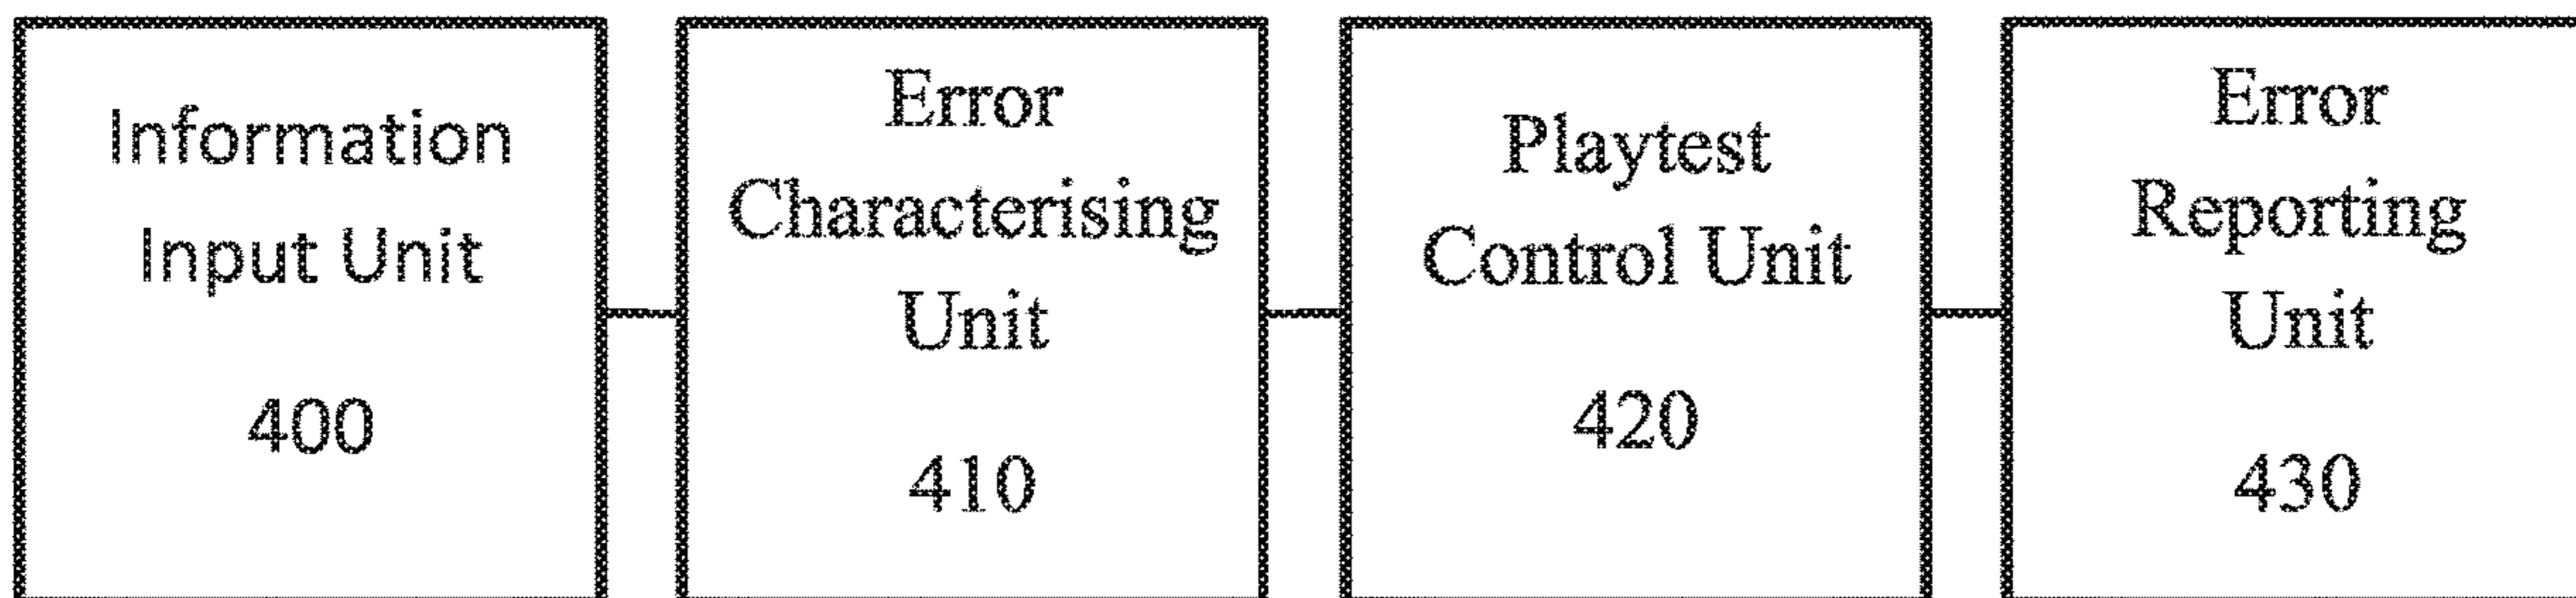 Information
Input Unit
400
Error
Characterising
Unit
410
Playtest
Control Unit
420
Error
Reporting
Unit
430